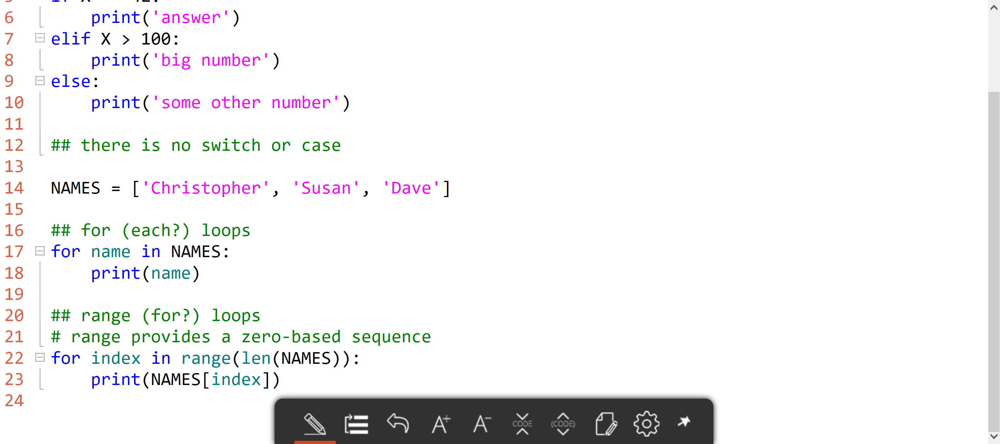 6 print('answer')
7 elif X > 100:
8 print('big number')
9 else:
10 print('some other number')
11
12 ## there is no switch or case
13
14 NAMES = ['Christopher', 'Susan', 'Dave']
15
16 ## for (each?) loops
17 for name in NAMES:
18 print(name)
19
20 ## range (for?) loops
21 # range provides a zero-based sequence
22 for index in range(len(NAMES)):
23 print(NAMES[index])
24
A+ A- CODE (CODE)